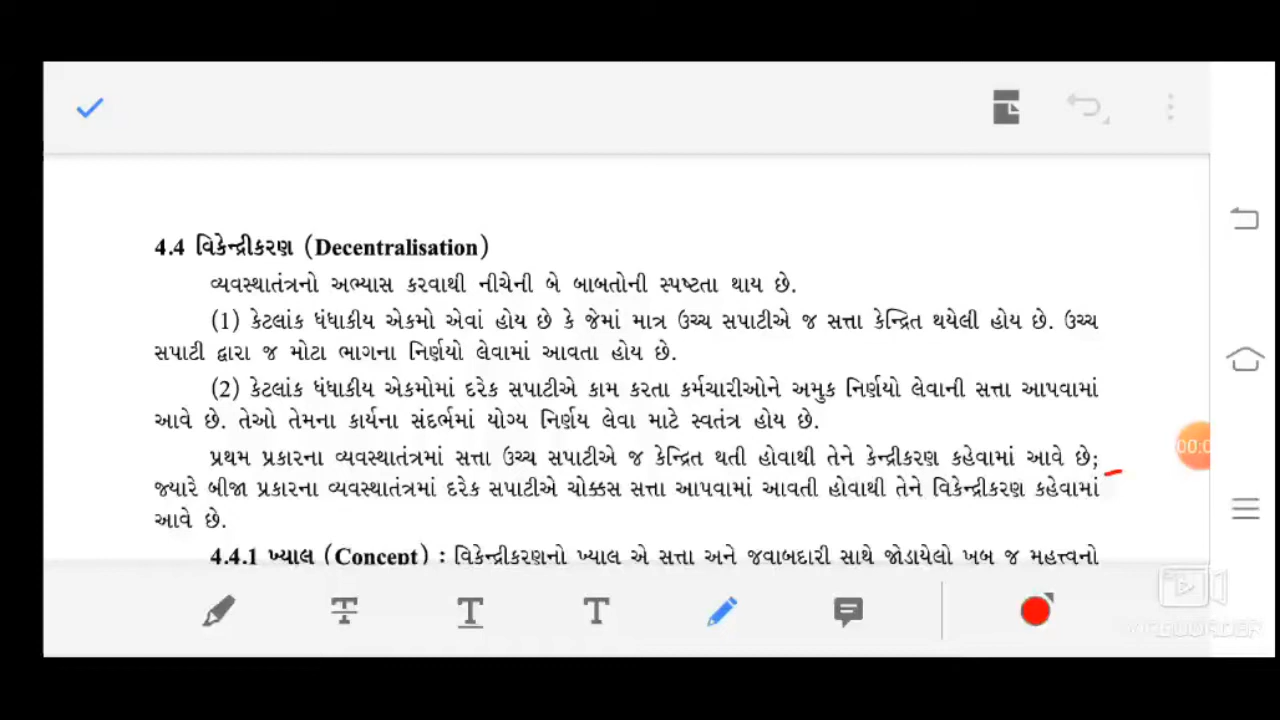 4.4 વિકેન્દ્રીકરણ (Decentralisation)
વ્યવસ્થાતંત્રનો અભ્યાસ કરવાથી નીચેની બે બાબતોની સ્પષ્ટતા થાય છે.
(1) કેટલાંક ધંધાકીય એકમો એવાં હોય છે કે જેમાં માત્ર ઉચ્ચ સપાટીએ જ સત્તા કેન્દ્રિત થયેલી હોય છે. ઉચ્ચ
સપાટી દ્વારા જ મોટા ભાગના નિર્ણયો લેવામાં આવતા હોય છે.
(2) કેટલાંક ધંધાકીય એકમોમાં દરેક સપાટીએ કામ કરતા કર્મચારીઓને અમુક નિર્ણયો લેવાની સત્તા આપવામાં
આવે છે. તેઓ તેમના કાર્યના સંદર્ભમાં યોગ્ય નિર્ણય લેવા માટે સ્વતંત્ર હોય છે.
પ્રથમ પ્રકારના વ્યવસ્થાતંત્રમાં સત્તા ઉચ્ચ સપાટીએ જ કેન્દ્રિત થતી હોવાથી તેને કેન્દ્રીકરણ કહેવામાં આવે છે;
00:0
જ્યારે બીજા પ્રકારના વ્યવસ્થાતંત્રમાં દરેક સપાટીએ ચોક્કસ સત્તા આપવામાં આવતી હોવાથી તેને વિકેન્દ્રીકરણ કહેવામાં
આવે છે.
4.4.1 ખ્યાલ (Concept) : વિકેન્દ્રીકરણનો ખ્યાલ એ સત્તા અને જવાબદારી સાથે જોડાયેલો ખબ જ મહત્ત્વનો